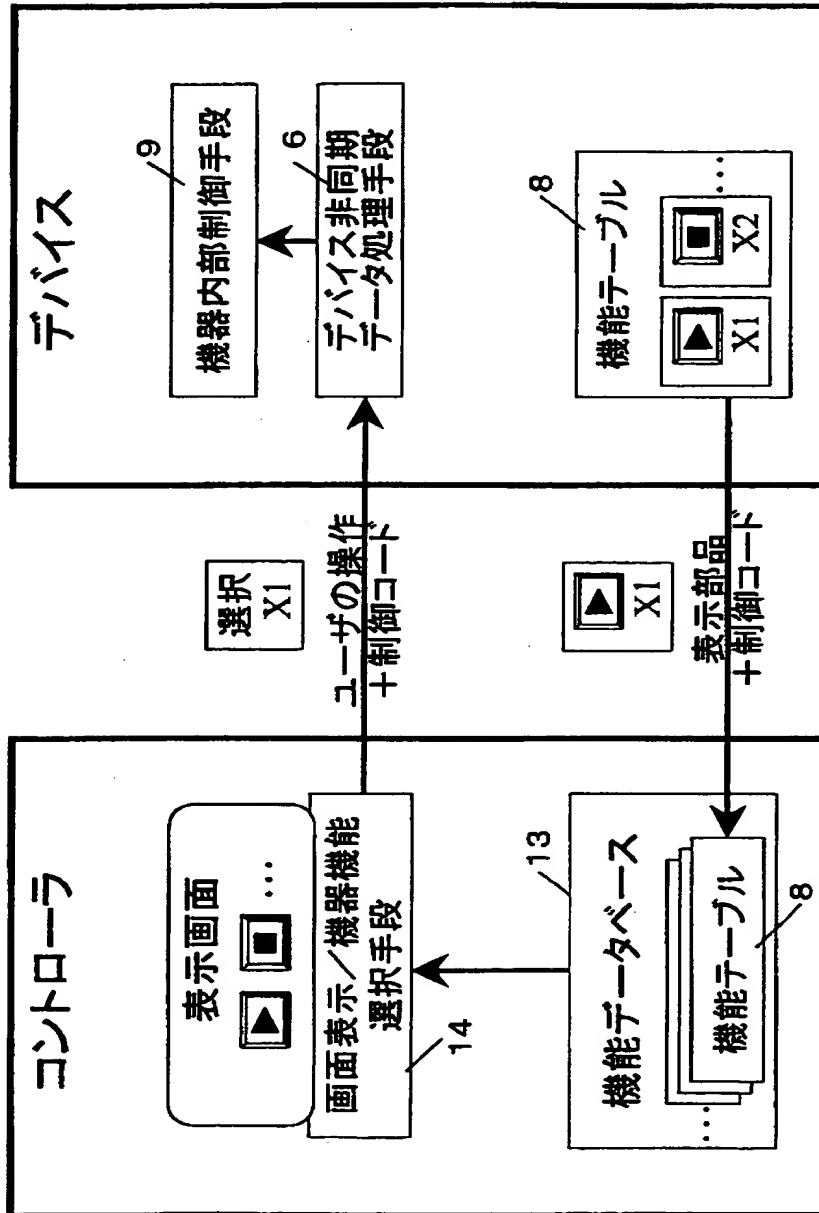 コントローラ
表示画面
…
画面表示／機器機能
選択手段
14
機能データベース
13
機能テーブル
8
…
選択
X1
ユーザの操作
＋制御コード
X1
表示部品
＋制御コード
デバイス
機器内部制御手段
9
デバイス非同期
データ処理手段
6
機能テーブル
8
X1
X2
…